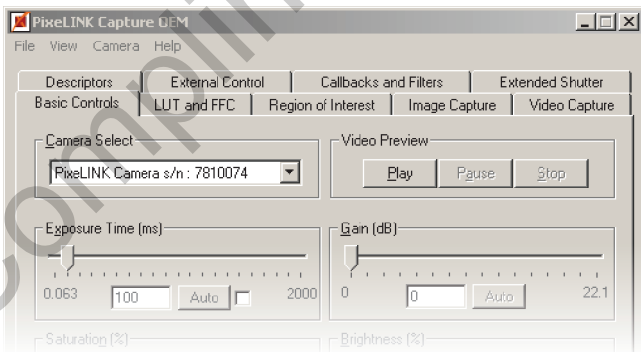 PixeLINK Capture OEM
File View Camera Help
Descriptors External Control Callbacks and Filters Extended Shutter
Basic Controls LUT and FFC Region of Interest Image Capture Video Capture
Camera Select
PixeLINK Camera s/n : 7810074
Video Preview
Play Pause Stop
Exposure Time (ms)
0.063 100 Auto 2000
Gain (dB)
0 0 Auto 22.1
Saturation (%) Brightness (%)